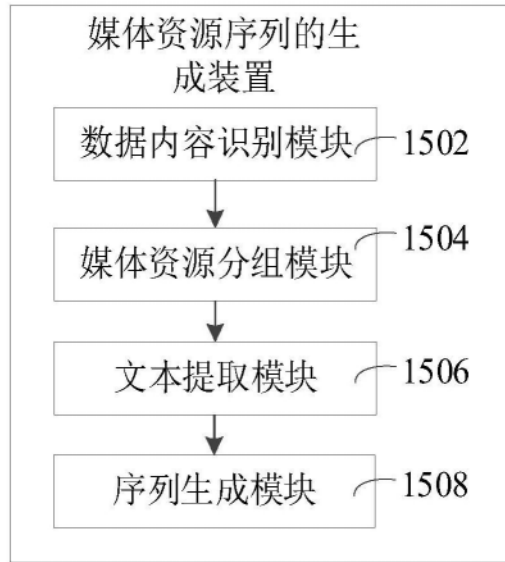 媒体资源序列的生
成装置
数据内容识别模块 1502
媒体资源分组模块 1504
文本提取模块 1506
序列生成模块 1508